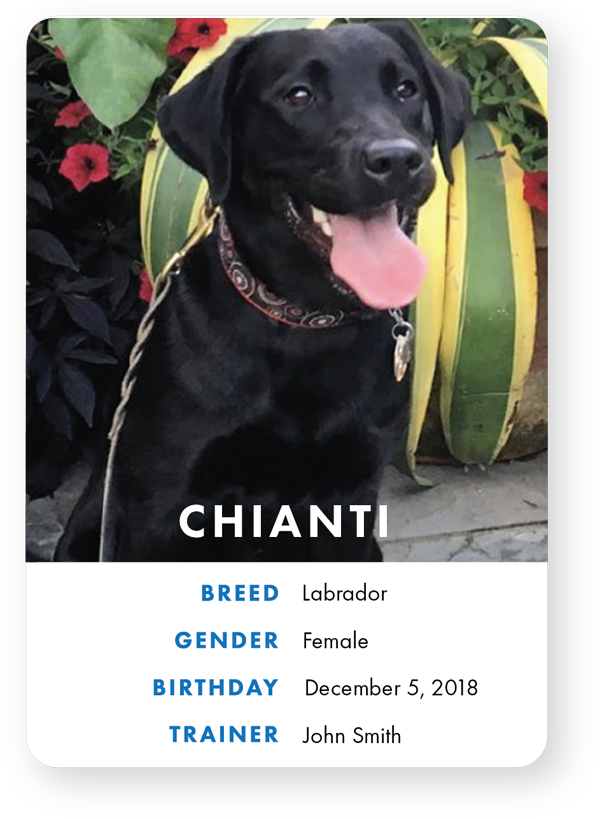 CHIANTI
BREED Labrador
GENDER Female
BIRTHDAY December 5, 2018
TRAINER John Smith